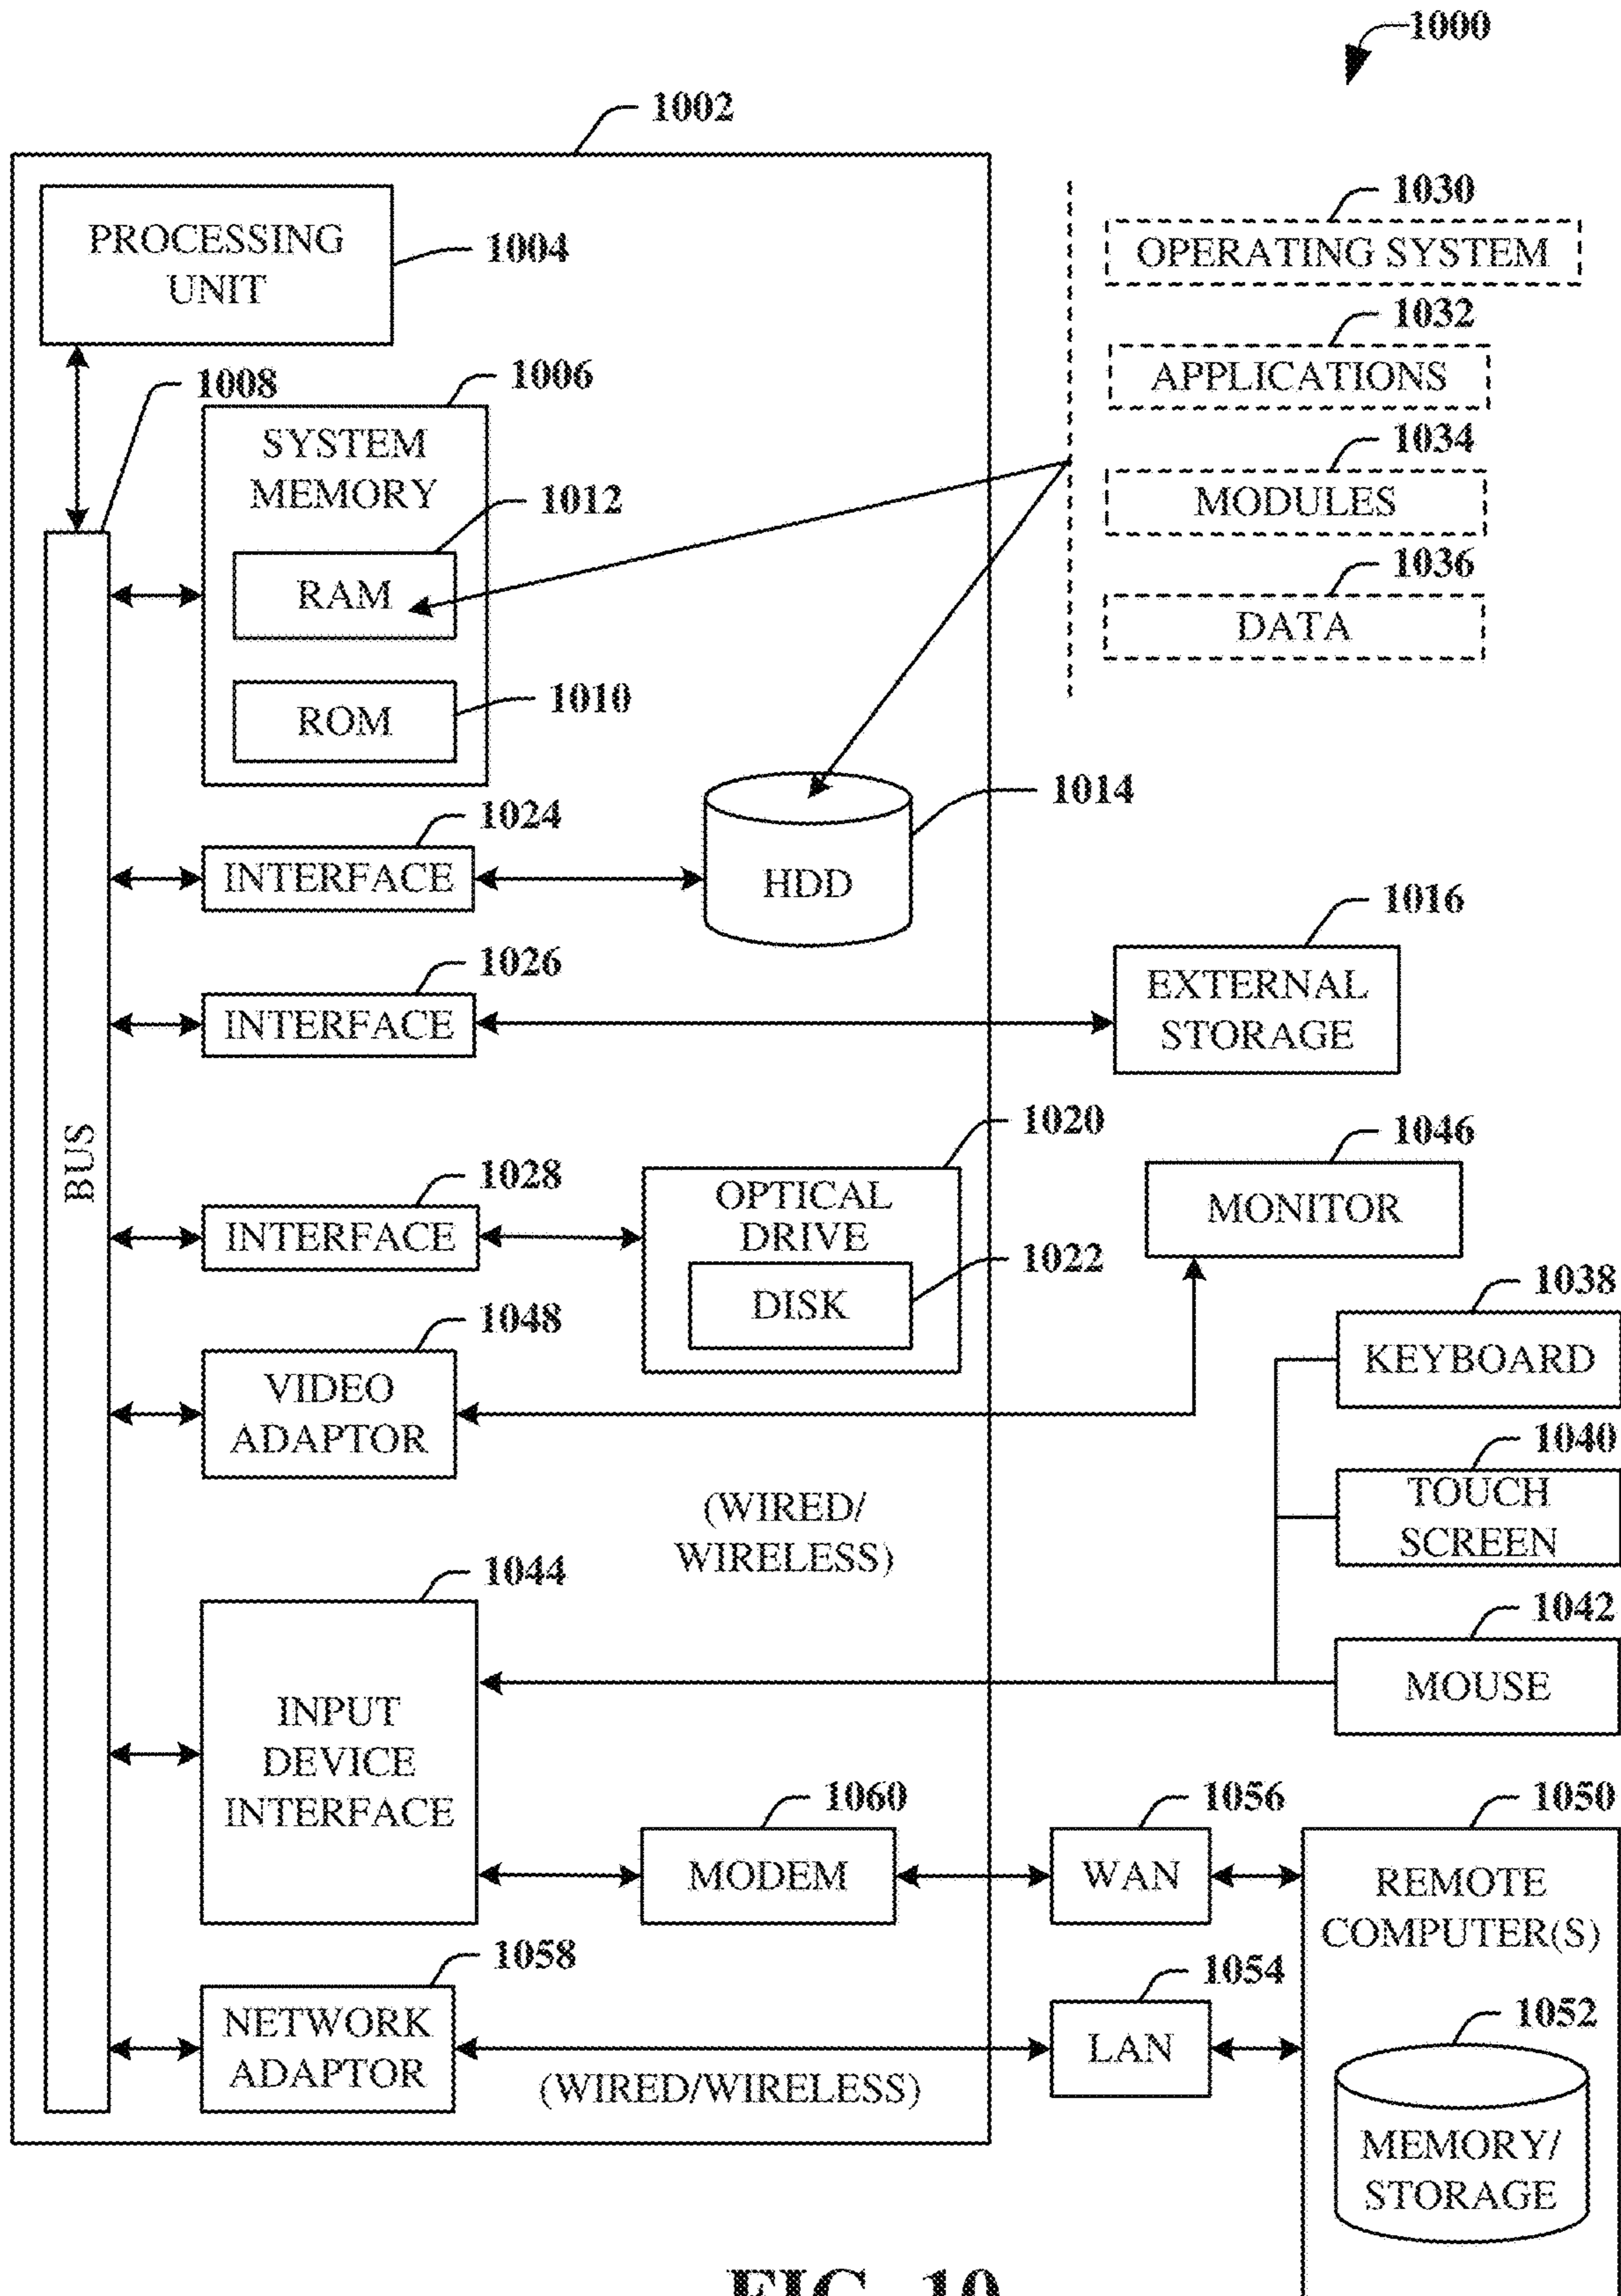 1000
1002
PROCESSING
UNIT
1004
1030
OPERATING SYSTEM
1032
APPLICATIONS
1034
MODULES
1036
DATA
1008
1006
SYSTEM
MEMORY
1012
RAM
1010
ROM
1014
HDD
1024
INTERFACE
1016
EXTERNAL
STORAGE
1026
INTERFACE
BUS
1020
OPTICAL
DRIVE
1022
DISK
1028
INTERFACE
1046
MONITOR
1048
VIDEO
ADAPTOR
1038
KEYBOARD
1040
TOUCH
SCREEN
1042
MOUSE
(WIRED/
WIRELESS)
1044
INPUT
DEVICE
INTERFACE
1060
MODEM
1056
WAN
1050
REMOTE
COMPUTER(S)
1058
NETWORK
ADAPTOR
(WIRED/WIRELESS)
1054
LAN
1052
MEMORY/
STORAGE
FIG. 10